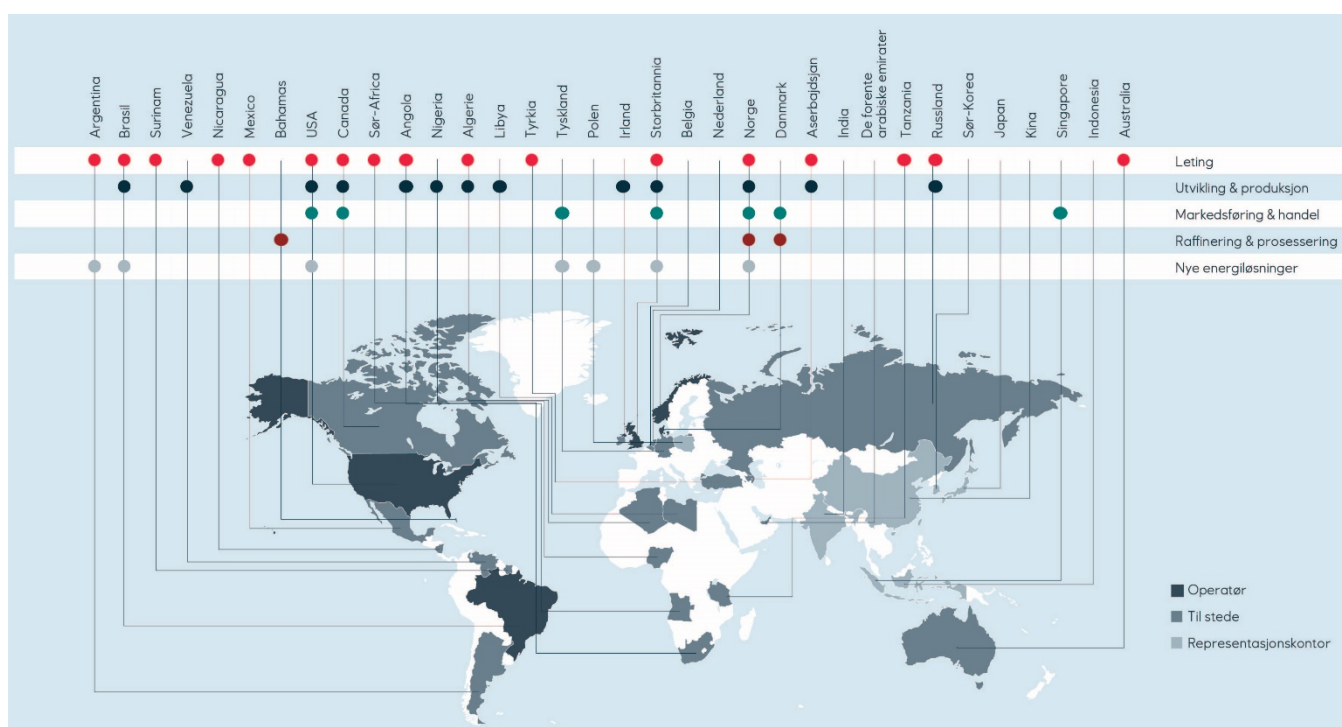 Argentina
Brasil
Surinam
Venezuela
Nicaragua
Mexico
Bahamas
USA
Canada
Sør-Africa
Angola
Nigeria
Algerie
Libya
Tyrkia
Tyskland
Polen
Irland
Storbritannia
Belgia
Nederland
Norge
Danmark
Aserbajdsjan
India
De forente
arabiske emirater
Tanzania
Russland
Sør-Korea
Japan
Kina
Singapore
Indonesia
Australia
Leting
Utvikling & produksjon
Markedsføring & handel
Raffinering & prosessering
Nye energiløsninger
Operatør
Til stede
Representasjonskontor